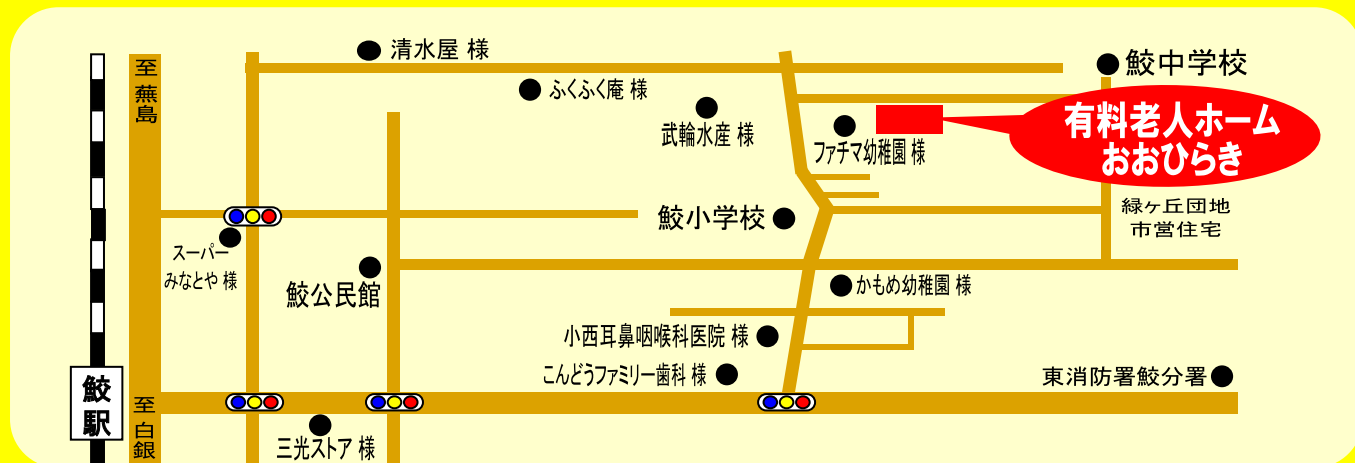 至蕪島
清水屋 様
ふくふく庵 様
武輪水産 様
ファチマ幼稚園 様
鮫中学校
有料老人ホーム
おおひらき
緑ヶ丘団地
市営住宅
鮫小学校
スーパー
みなとや 様
鮫公民館
かもめ幼稚園 様
小西耳鼻咽喉科医院 様
こんどうファミリー歯科 様
東消防署鮫分署
鮫駅
至白銀
三光ストア 様